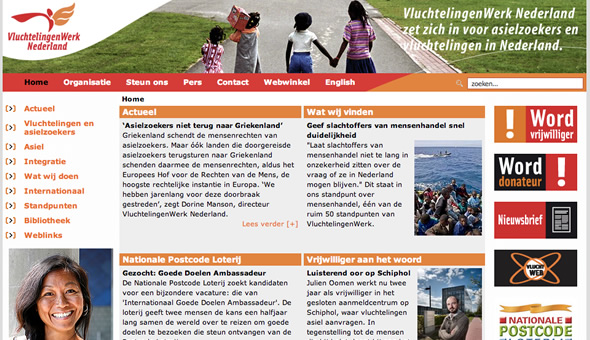 VluchtelingenWerk
Nederland
VluchtelingenWerk Nederland
zet zich in voor asielzoekers en
vluchtelingen in Nederland.
Home Organisatie Steun ons Pers Contact Webwinkel English
zoeken...
[›] Actueel
[›] Vluchtelingen en
asielzoekers
[›] Asiel
[›] Integratie
[›] Wat wij doen
[›] Internationaal
[›] Standpunten
[›] Bibliotheek
[›] Weblinks
Home
Actueel
‘Asielzoekers niet terug naar Griekenland’
Griekenland schendt de mensenrechten van
asielzoekers. Maar óók landen die doorgereisde
asielzoekers terugsturen naar Griekenland
schenden daarmee de mensenrechten, aldus het
Europees Hof voor de Rechten van de Mens, de
hoogste rechtelijke instantie in Europa. ‘We
hebben jarenlang voor deze doorbraak
gestreden’, zegt Dorine Manson, directeur
VluchtelingenWerk Nederland.
Lees verder [+]
Wat wij vinden
Geef slachtoffers van mensenhandel snel
duidelijkheid
"Laat slachtoffers van
mensenhandel niet te lang in
onzekerheid zitten over de
vraag of ze in Nederland
mogen blijven." Dit staat in
ons standpunt over
mensenhandel, één van de
ruim 50 standpunten van
VluchtelingenWerk.
Nationale Postcode Loterij
Gezocht: Goede Doelen Ambassadeur
De Nationale Postcode Loterij zoekt kandidaten
voor een bijzondere vacature: die van
'Internationaal Goede Doelen Ambassadeur'. De
loterij geeft twee mensen de kans een halfjaar
lang samen de wereld over te reizen om goede
doelen te bezoeken die steun ontvangen van de
Vrijwilliger aan het woord
Luisterend oor op Schiphol
Julien Oomen werkt nu twee
jaar als vrijwilliger in het
gesloten aanmeldcentrum op
Schiphol, waar vluchtelingen
asiel aanvragen. In
tegenstelling tot de mensen
! Word
vrijwilliger
Word
donateur !
Nieuwsbrief
VLUCHT
WEB
NATIONALE
POSTCODE
LOTERIJ